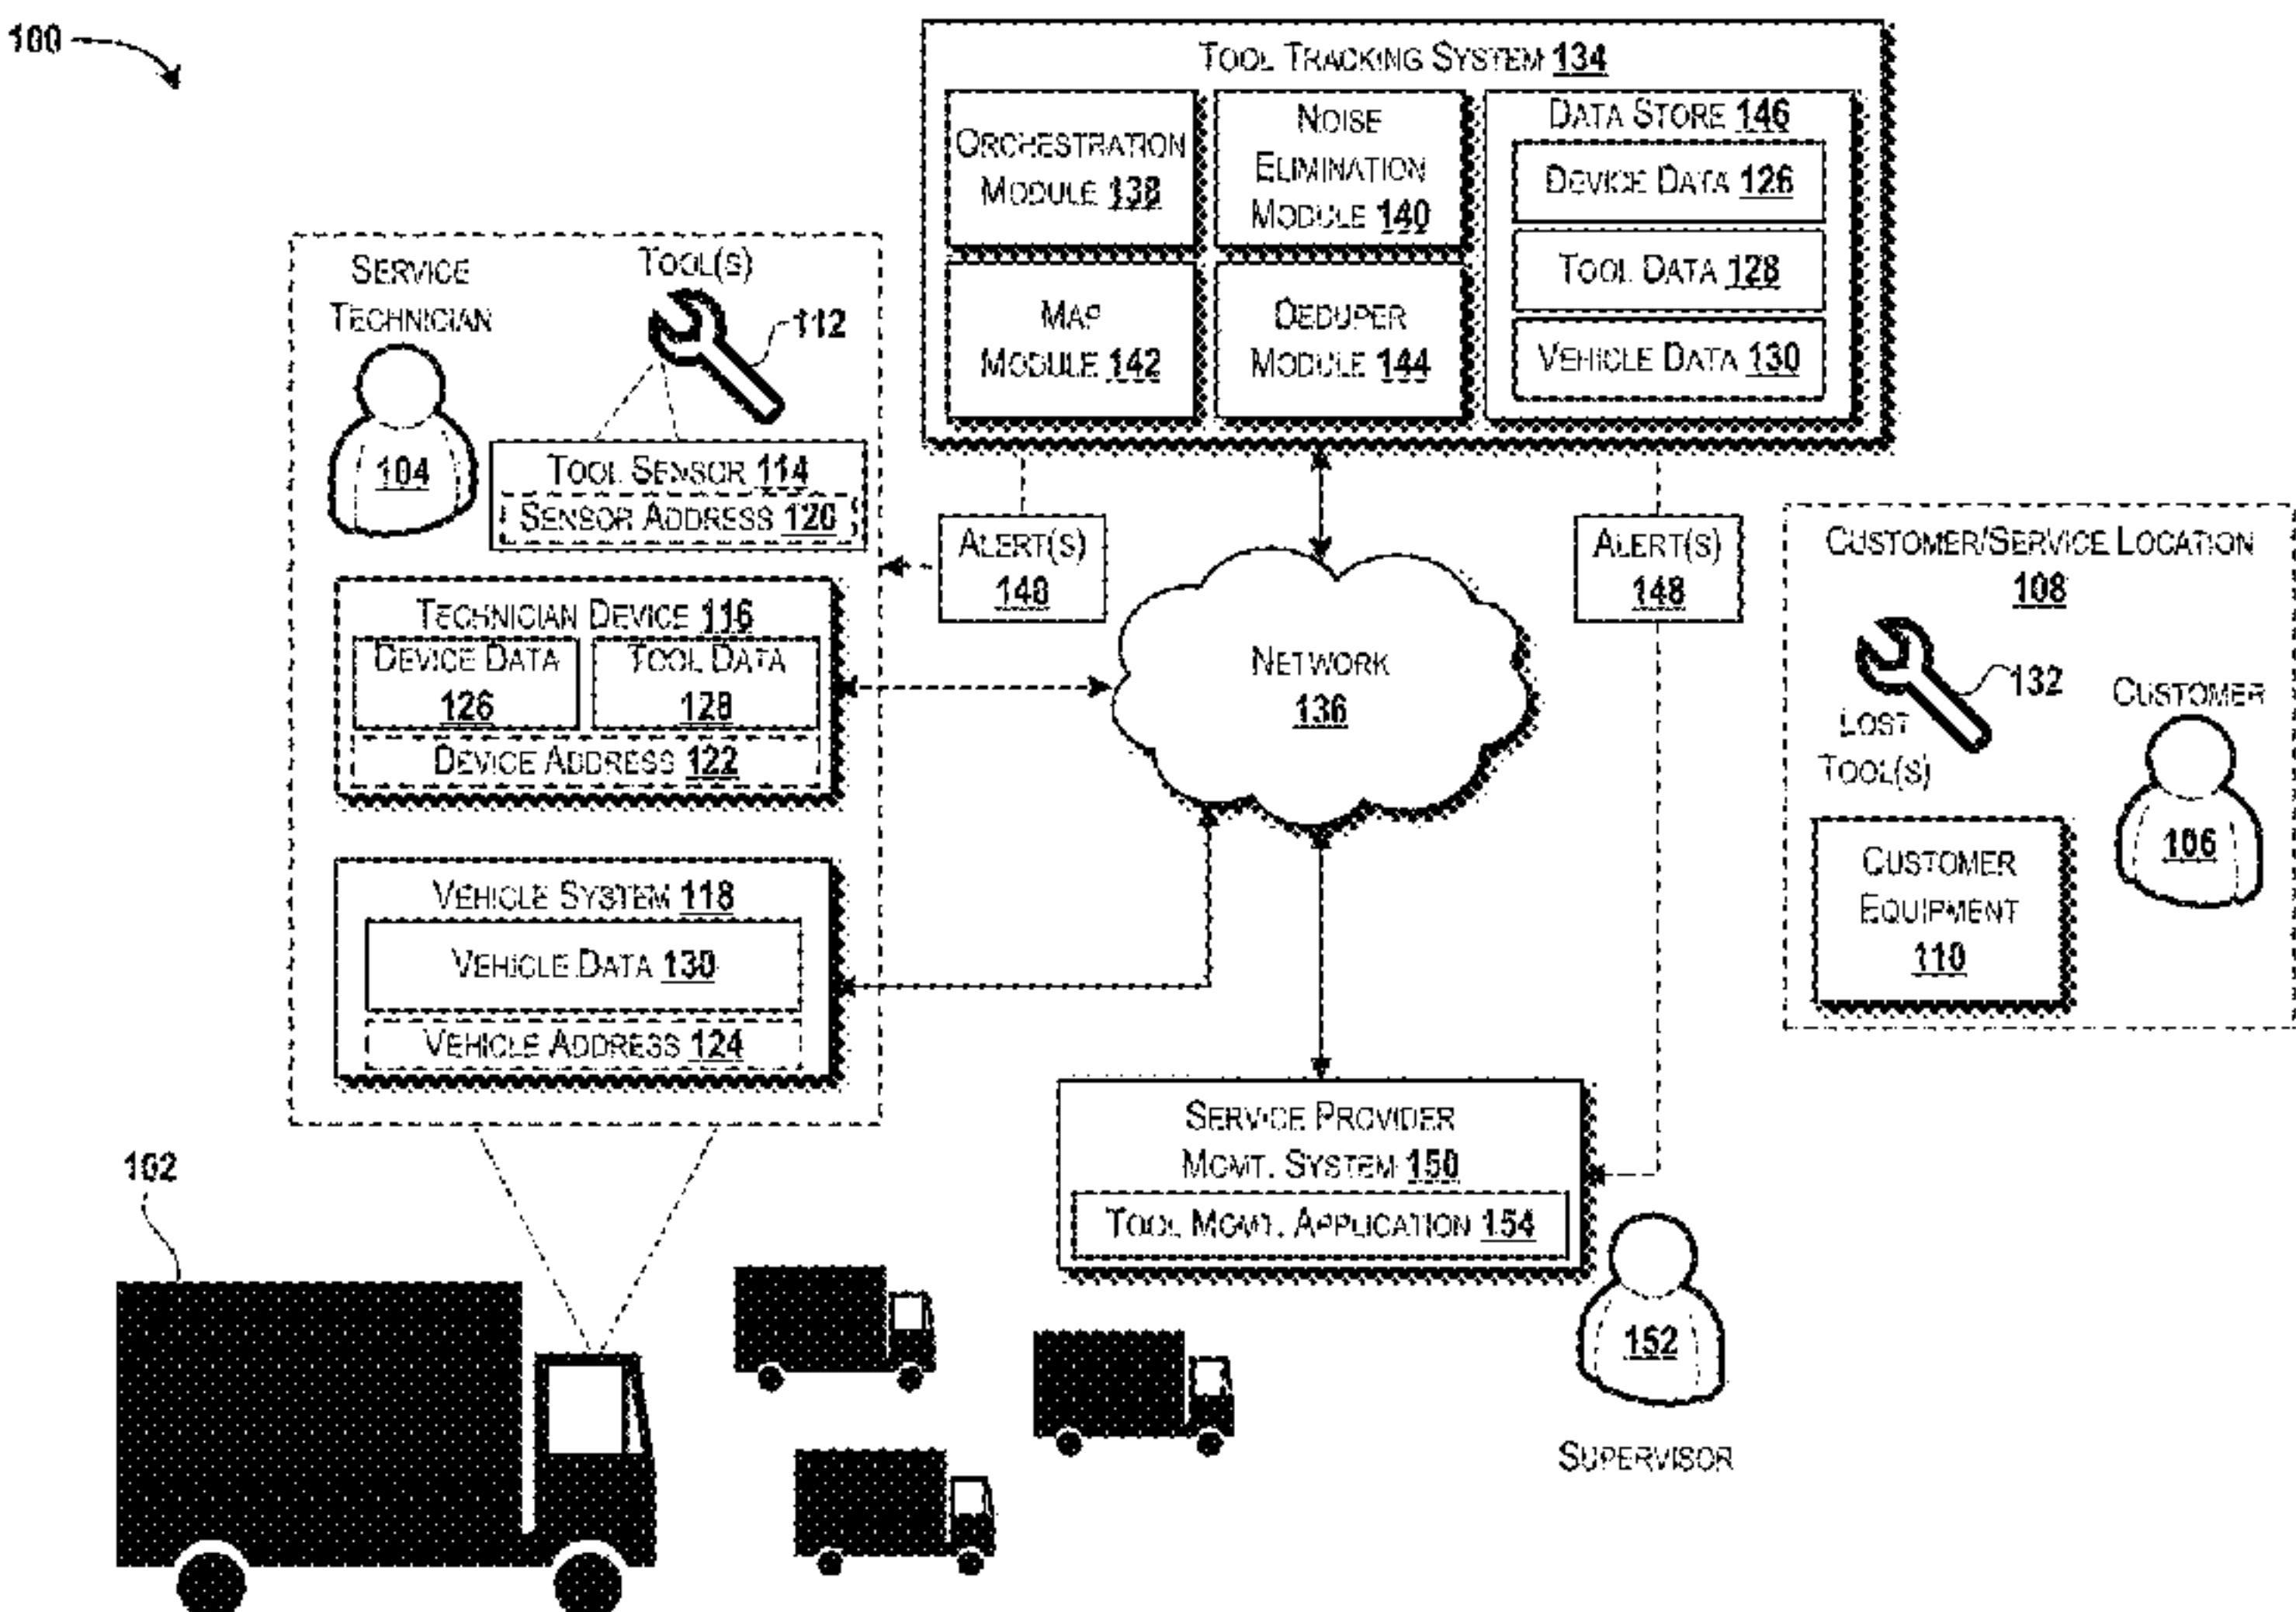 100
TOOL TRACKING SYSTEM 134
ORCHESTRATION
MODULE 138
NOISE
ELIMINATION
MODULE 140
MAP
MODULE 142
DEDUPER
MODULE 144
DATA STORE 146
DEVICE DATA 126
TOOL DATA 128
VEHICLE DATA 130
SERVICE
TECHNICIAN
104
TOOL(S)
112
TOOL SENSOR 114
SENSOR ADDRESS 120
TECHNICIAN DEVICE 116
DEVICE DATA
126
TOOL DATA
128
DEVICE ADDRESS 122
VEHICLE SYSTEM 118
VEHICLE DATA 130
VEHICLE ADDRESS 124
ALERT(S)
148
NETWORK
136
ALERT(S)
148
CUSTOMER/SERVICE LOCATION
108
132
LOST
TOOL(S)
CUSTOMER
106
CUSTOMER
EQUIPMENT
110
SERVICE PROVIDER
MGMT. SYSTEM 150
TOOL MGMT. APPLICATION 154
152
SUPERVISOR
102